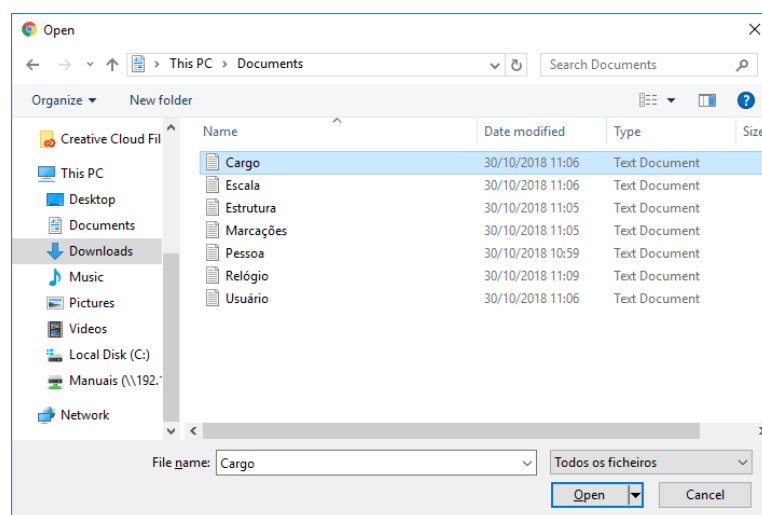 Open
This PC > Documents
Search Documents
Organize
New folder
Creative Cloud Fil
This PC
Desktop
Documents
Downloads
Music
Pictures
Videos
Local Disk (C:)
Manuais (\\192.1
Network
Name Date modified Type Size
Cargo 30/10/2018 11:06 Text Document
Escala 30/10/2018 11:06 Text Document
Estrutura 30/10/2018 11:05 Text Document
Marcações 30/10/2018 11:05 Text Document
Pessoa 30/10/2018 10:59 Text Document
Relógio 30/10/2018 11:09 Text Document
Usuário 30/10/2018 11:06 Text Document
File name: Cargo
Todos os ficheiros
Open
Cancel